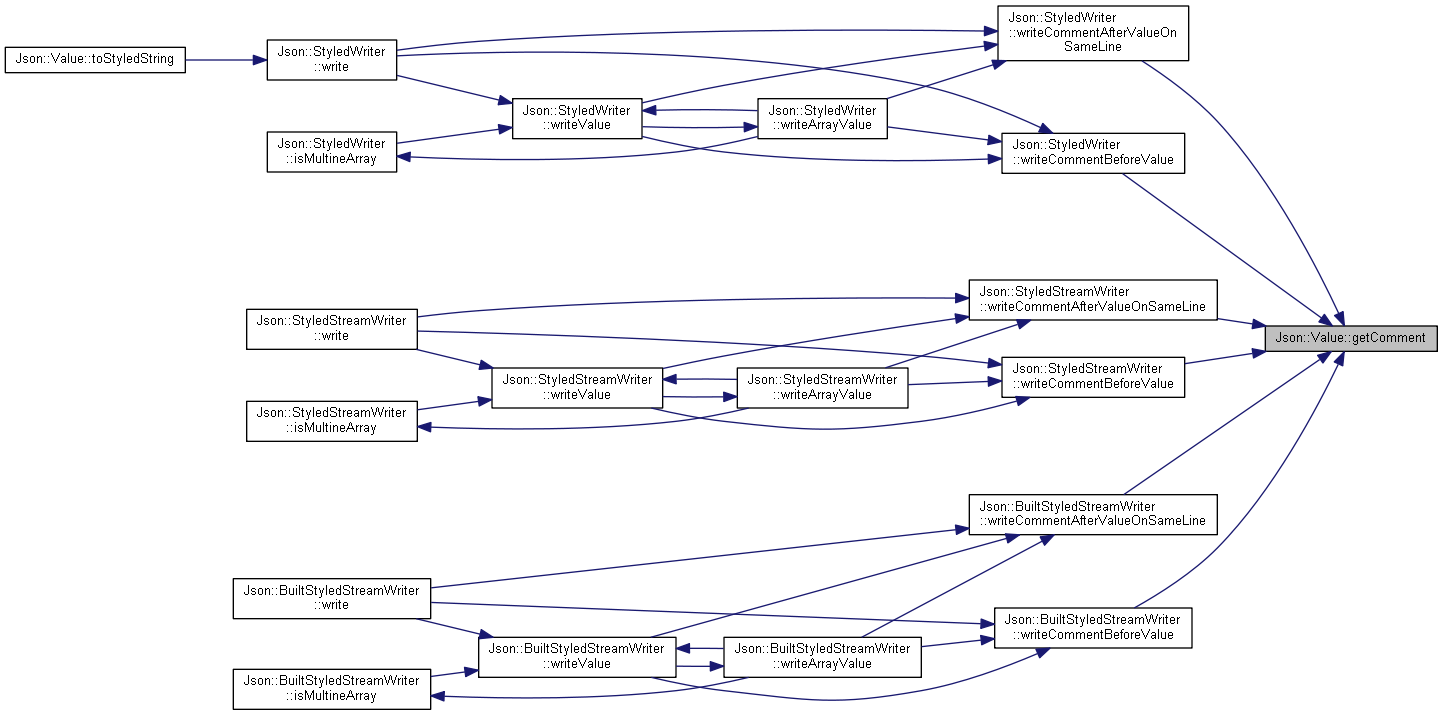 Json::StyledWriter
::writeCommentAfterValueOn
SameLine
Json::Value::toStyledString
Json::StyledWriter
::write
Json::StyledWriter
::writeValue
Json::StyledWriter
::writeArrayValue
Json::StyledWriter
::isMultineArray
Json::StyledWriter
::writeCommentBeforeValue
Json::StyledStreamWriter
::writeCommentAfterValueOnSameLine
Json::StyledStreamWriter
::write
Json::Value::getComment
Json::StyledStreamWriter
::writeValue
Json::StyledStreamWriter
::writeArrayValue
Json::StyledStreamWriter
::writeCommentBeforeValue
Json::StyledStreamWriter
::isMultineArray
Json::BuiltStyledStreamWriter
::writeCommentAfterValueOnSameLine
Json::BuiltStyledStreamWriter
::write
Json::BuiltStyledStreamWriter
::writeCommentBeforeValue
Json::BuiltStyledStreamWriter
::writeValue
Json::BuiltStyledStreamWriter
::writeArrayValue
Json::BuiltStyledStreamWriter
::isMultineArray